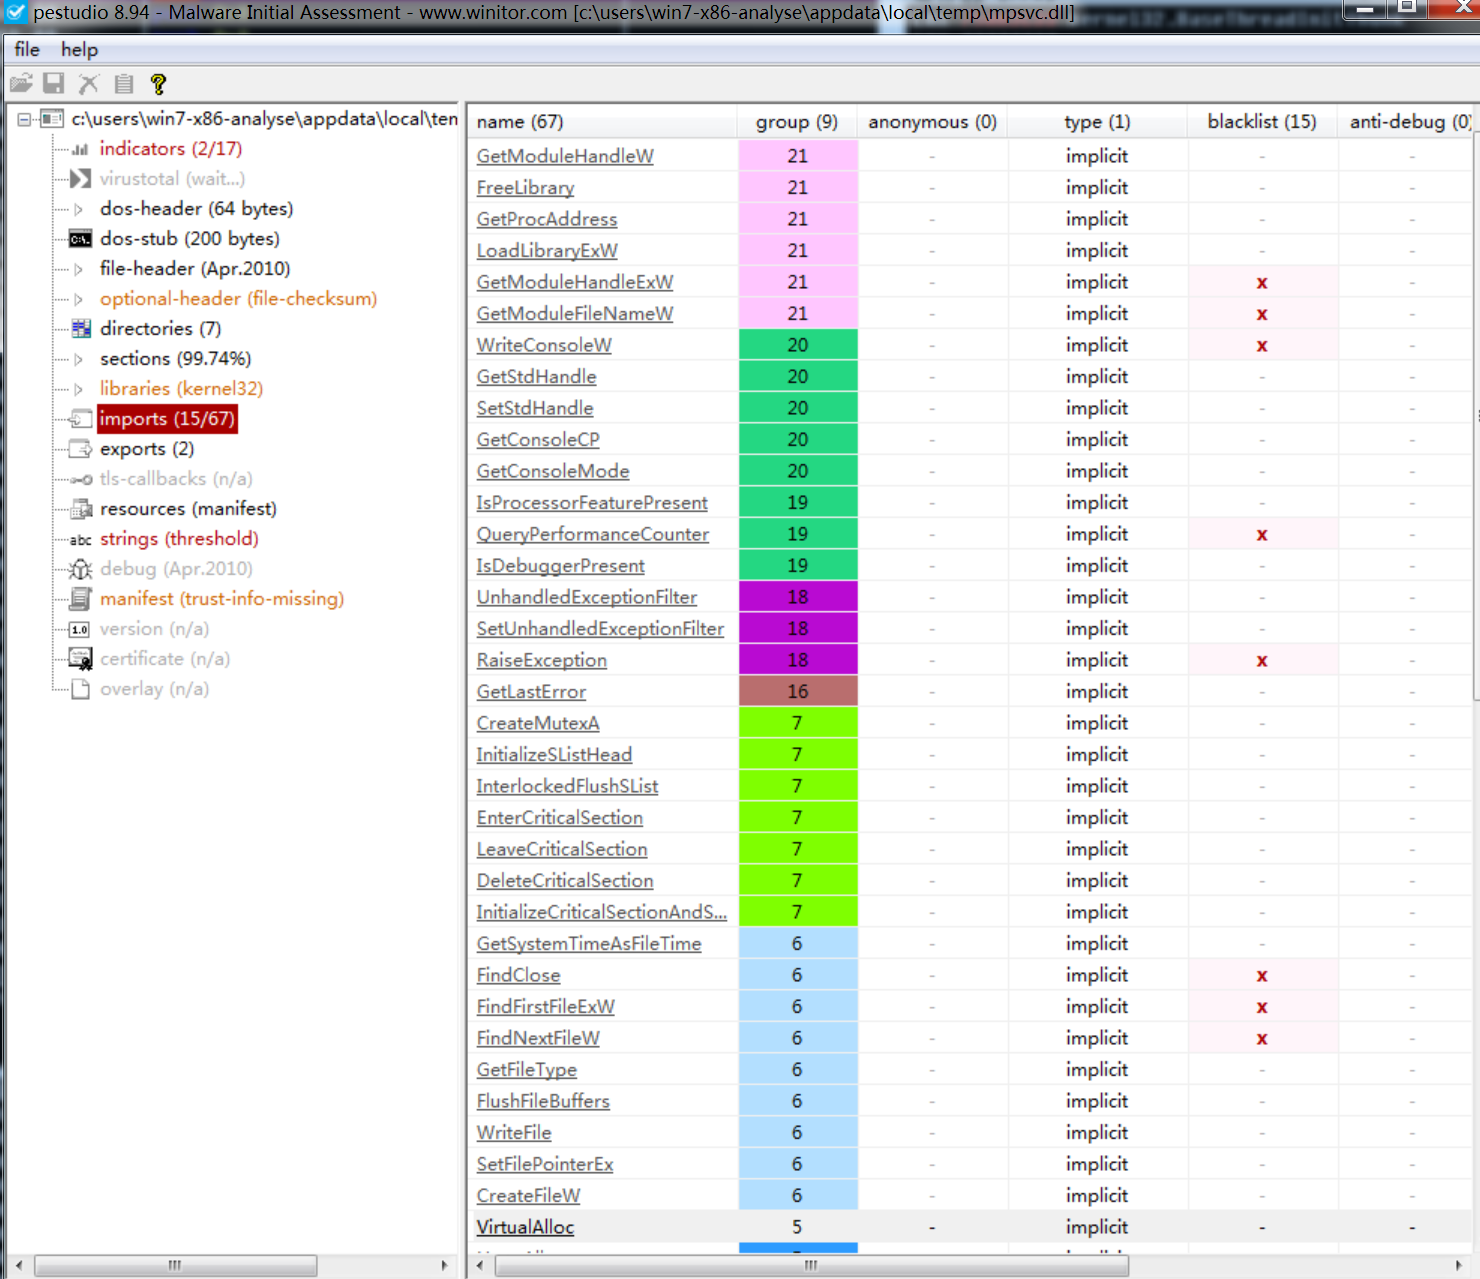 pestudio 8.94 - Malware Initial Assessment - www.winitor.com [c:\users\win7-x86-analyse\appdata\local\temp\mpsvc.dll]
file help
c:\users\win7-x86-analyse\appdata\local\ten
indicators (2/17)
virustotal (wait...)
dos-header (64 bytes)
dos-stub (200 bytes)
file-header (Apr.2010)
optional-header (file-checksum)
directories (7)
sections (99.74%)
libraries (kernel32)
imports (15/67)
exports (2)
tls-callbacks (n/a)
resources (manifest)
abc strings (threshold)
debug (Apr.2010)
manifest (trust-info-missing)
1.0 version (n/a)
certificate (n/a)
overlay (n/a)
name (67) group (9) anonymous (0) type (1) blacklist (15) anti-debug (0)
GetModuleHandleW 21 - implicit - -
FreeLibrary 21 - implicit - -
GetProcAddress 21 - implicit - -
LoadLibraryExW 21 - implicit - -
GetModuleHandleExW 21 - implicit x -
GetModuleFileNameW 21 - implicit x -
WriteConsoleW 20 - implicit x -
GetStdHandle 20 - implicit - -
SetStdHandle 20 - implicit - -
GetConsoleCP 20 - implicit - -
GetConsoleMode 20 - implicit - -
IsProcessorFeaturePresent 19 - implicit - -
QueryPerformanceCounter 19 - implicit x -
IsDebuggerPresent 19 - implicit - -
UnhandledExceptionFilter 18 - implicit - -
SetUnhandledExceptionFilter 18 - implicit - -
RaiseException 18 - implicit x -
GetLastError 16 - implicit - -
CreateMutexA 7 - implicit - -
InitializeSListHead 7 - implicit - -
InterlockedFlushSList 7 - implicit - -
EnterCriticalSection 7 - implicit - -
LeaveCriticalSection 7 - implicit - -
DeleteCriticalSection 7 - implicit - -
InitializeCriticalSectionAndS... 7 - implicit - -
GetSystemTimeAsFileTime 6 - implicit - -
FindClose 6 - implicit x -
FindFirstFileExW 6 - implicit x -
FindNextFileW 6 - implicit x -
GetFileType 6 - implicit - -
FlushFileBuffers 6 - implicit - -
WriteFile 6 - implicit - -
SetFilePointerEx 6 - implicit - -
CreateFileW 6 - implicit - -
VirtualAlloc 5 - implicit - -